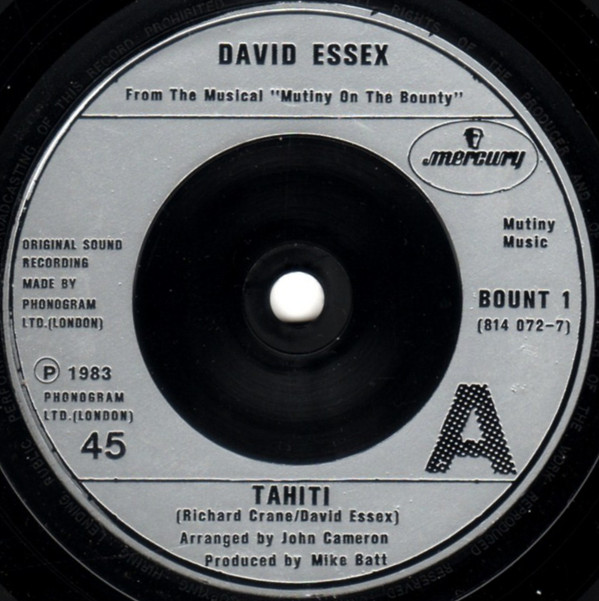 DAVID ESSEX
From The Musical "Mutiny On The Bounty"
mercury
Mutiny
Music
ORIGINAL SOUND
RECORDING
MADE BY
PHONOGRAM
LTD.(LONDON)
BOUNT 1
(814 072-7)
Ⓟ 1983
PHONOGRAM
LTD.(LONDON)
45
A
TAHITI
(Richard Crane/David Essex)
Arranged by John Cameron
Produced by Mike Batt